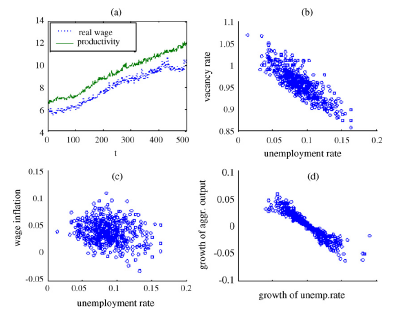 (a)
14
12
10
8
6
4
real wage
productivity
0 100 200 300 400 500
t
(b)
1.1
1.05
1
0.95
0.9
0.85
vacancy rate
0 0.05 0.1 0.15 0.2
unemployment rate
(c)
0.15
0.1
0.05
0
-0.05
wage inflation
0 0.05 0.1 0.15 0.2
unemployment rate
(d)
0.1
0.05
0
-0.05
-0.1
growth of aggr. output
growth of unemp.rate